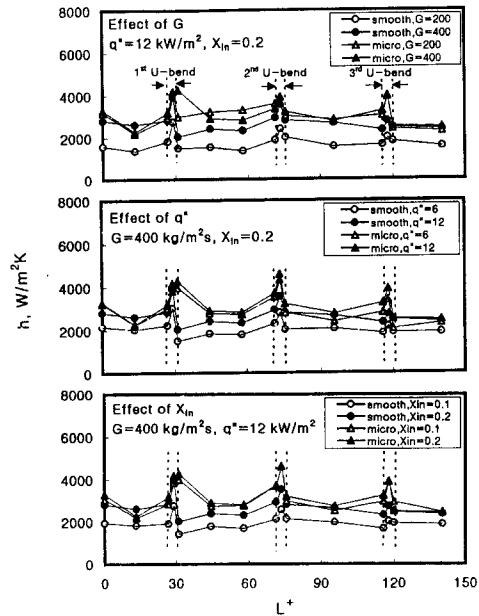 Effect of G
q"=12 kW/m², X_in=0.2
smooth,G=200
smooth,G=400
micro,G=200
micro,G=400
1st U-bend
2nd U-bend
3rd U-bend
8000
6000
4000
2000
0
Effect of q"
G=400 kg/m²s, X_in=0.2
smooth,q"=6
smooth,q"=12
micro,q"=6
micro,q"=12
8000
6000
4000
2000
0
h, W/m²K
Effect of X_in
G=400 kg/m²s, q"=12 kW/m²
smooth,Xin=0.1
smooth,Xin=0.2
micro,Xin=0.1
micro,Xin=0.2
8000
6000
4000
2000
0
0 30 60 90 120 150
L⁺